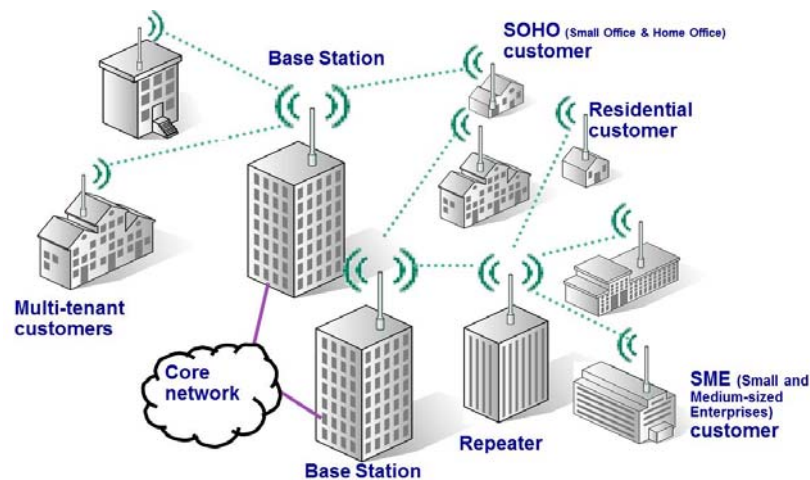 SOHO (Small Office & Home Office)
customer
Base Station
Residential
customer
Multi-tenant
customers
Core
network
SME (Small and
Medium-sized
Enterprises)
customer
Repeater
Base Station